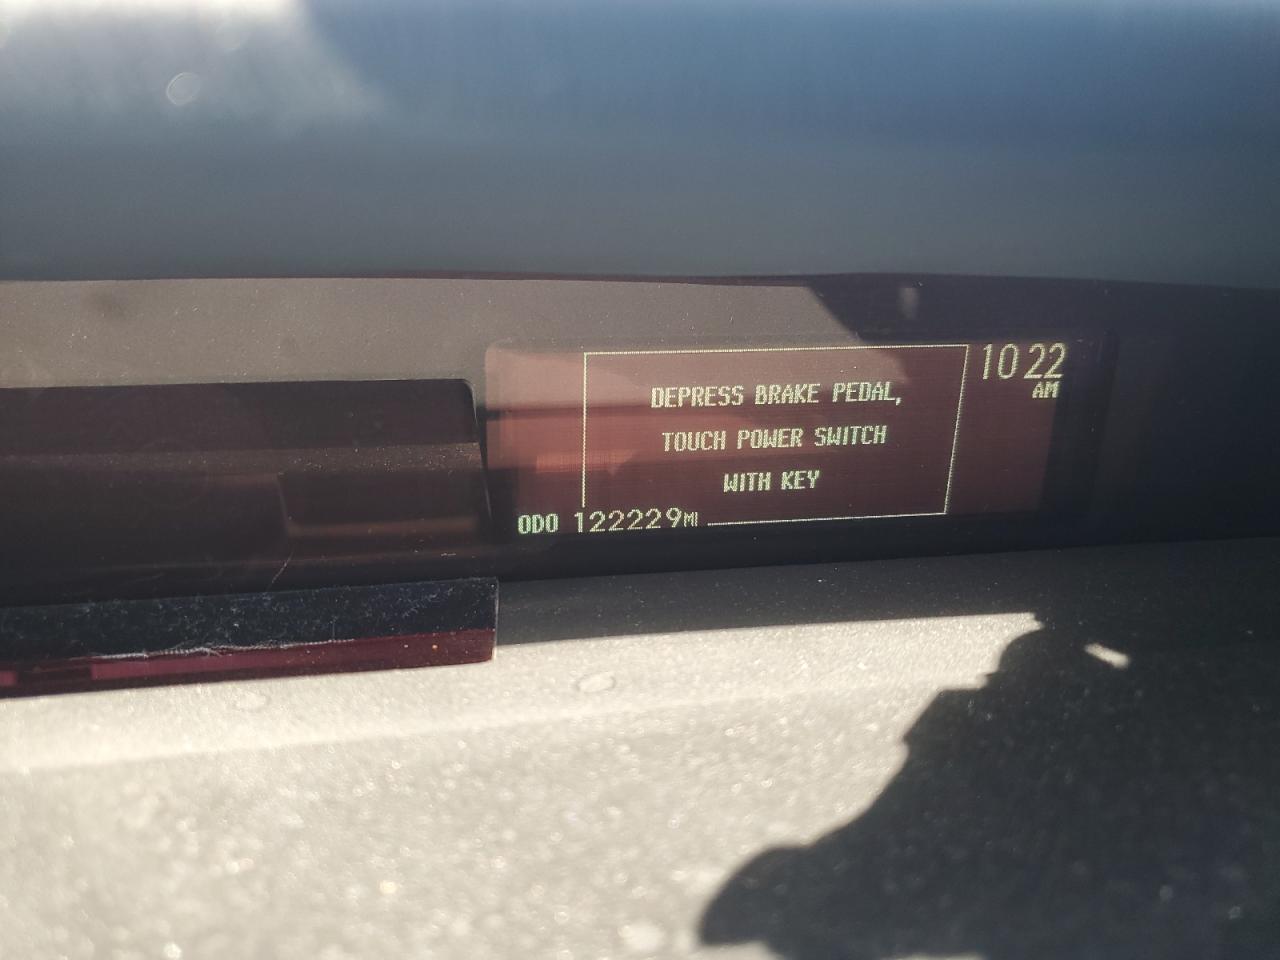 10 22
AM
DEPRESS BRAKE PEDAL,
TOUCH POWER SWITCH
WITH KEY
ODO 122229MI